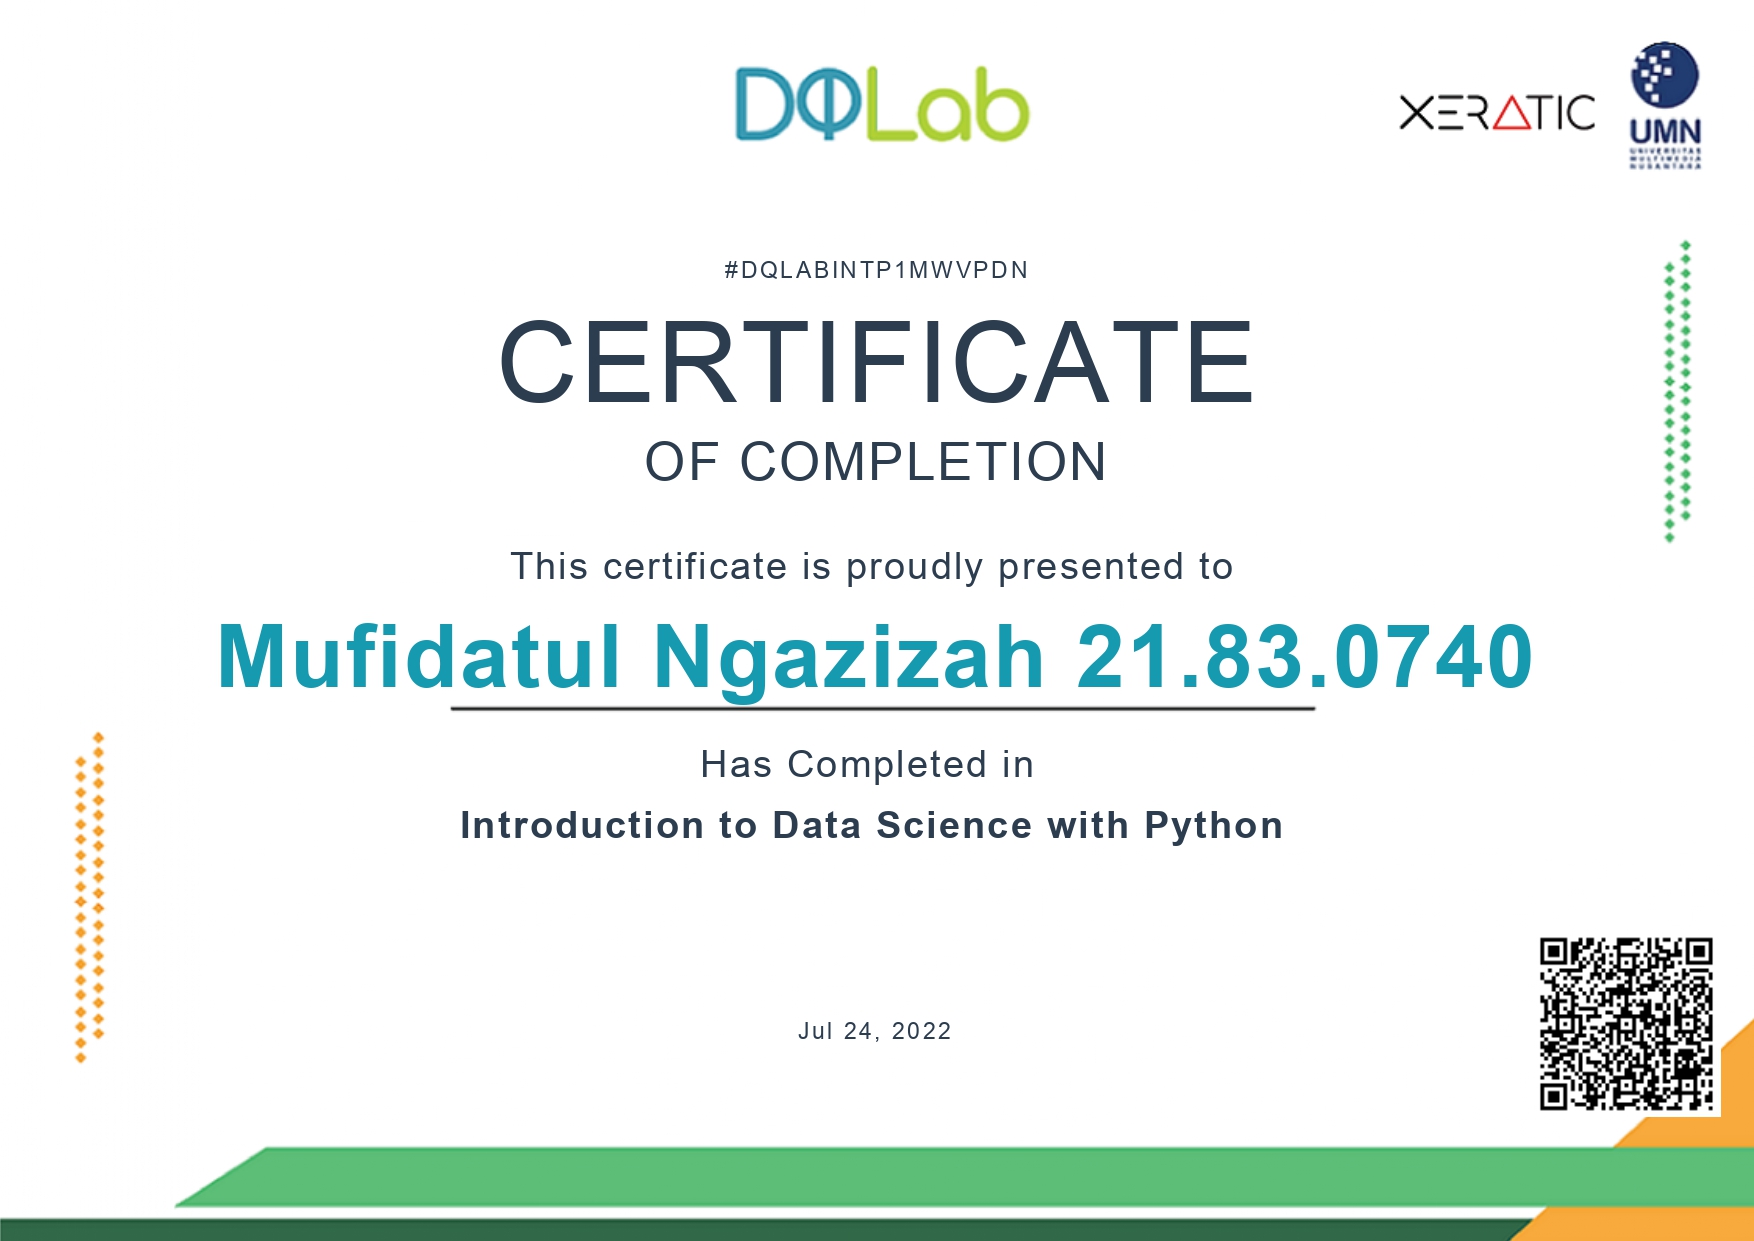 DQLab
XERATIC
UMN
UNIVERSITAS
MULTIMEDIA
NUSANTARA
#DQLABINTP1MWVPDN
CERTIFICATE
OF COMPLETION
This certificate is proudly presented to
Mufidatul Ngazizah 21.83.0740
Has Completed in
Introduction to Data Science with Python
Jul 24, 2022